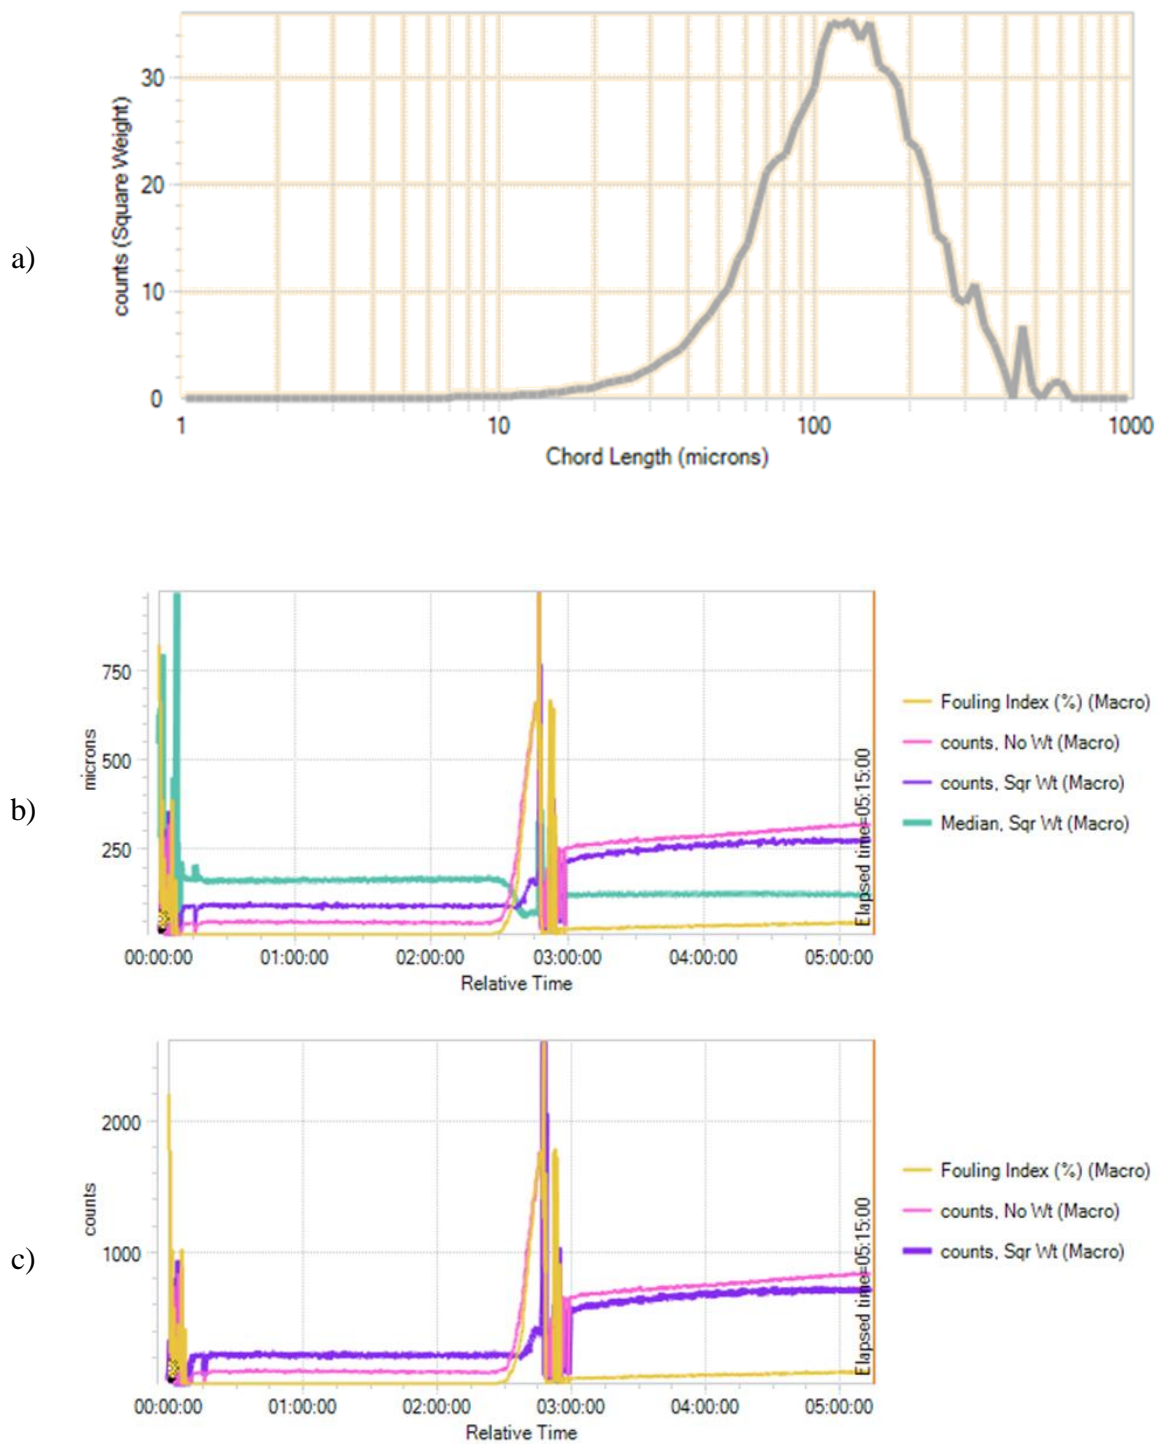 a)
counts (Square Weight)
30
20
10
0
1 10 100 1000
Chord Length (microns)
b)
microns
750
500
250
Elapsed time=05:15:00
00:00:00 01:00:00 02:00:00 03:00:00 04:00:00 05:00:00
Relative Time
Fouling Index (%) (Macro)
counts, No Wt (Macro)
counts, Sqr Wt (Macro)
Median, Sqr Wt (Macro)
c)
counts
2000
1000
Elapsed time=05:15:00
00:00:00 01:00:00 02:00:00 03:00:00 04:00:00 05:00:00
Relative Time
Fouling Index (%) (Macro)
counts, No Wt (Macro)
counts, Sqr Wt (Macro)